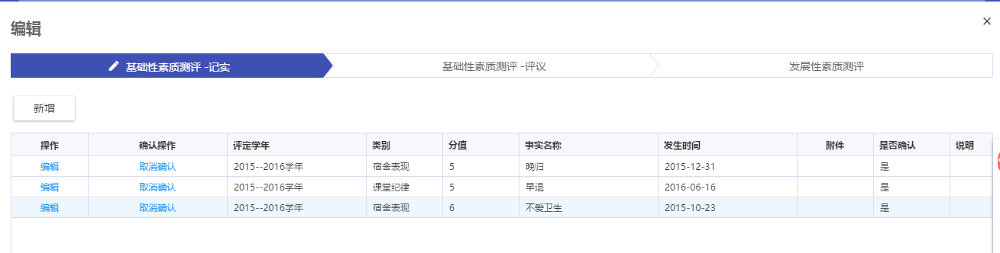 编辑
×
基础性素质测评 -记实 基础性素质测评 -评议 发展性素质测评
新增
操作 确认操作 评定学年 类别 分值 事实名称 发生时间 附件 是否确认 说明
编辑 取消确认 2015--2016学年 宿舍表现 5 晚归 2015-12-31 是
编辑 取消确认 2015--2016学年 课堂纪律 5 早退 2016-06-16 是
编辑 取消确认 2015--2016学年 宿舍表现 6 不爱卫生 2015-10-23 是